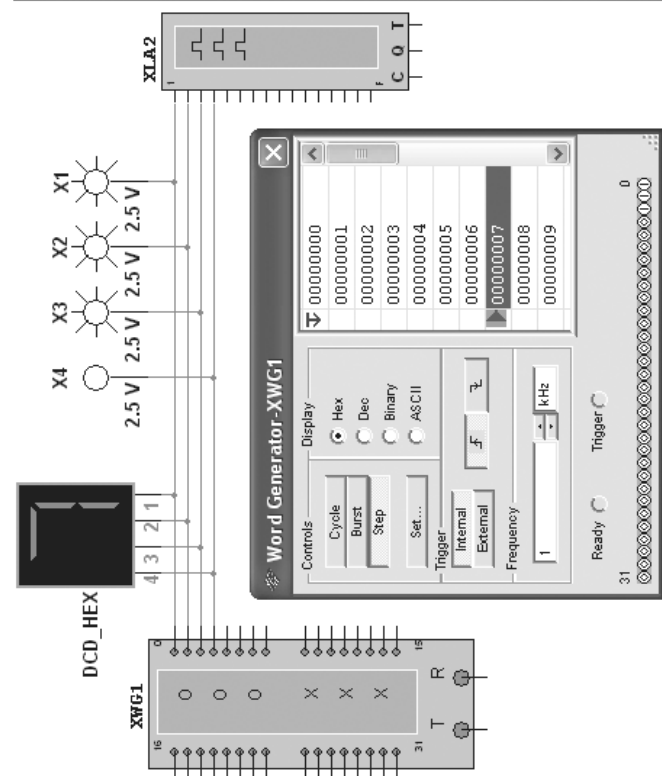 XLA2
1
F
C Q T
X4 X3 X2 X1
2.5 V 2.5 V 2.5 V 2.5 V
DCD_HEX
4 3 2 1
XWG1
16
0
O O O
X X X
31
15
T
R
Word Generator-XWG1
Controls
Cycle
Burst
Step
Set...
Display
Hex
Dec
Binary
ASCII
Trigger
Internal
External
Frequency
1
kHz
00000000
00000001
00000002
00000003
00000004
00000005
00000006
00000007
00000008
00000009
Ready
Trigger
31
0